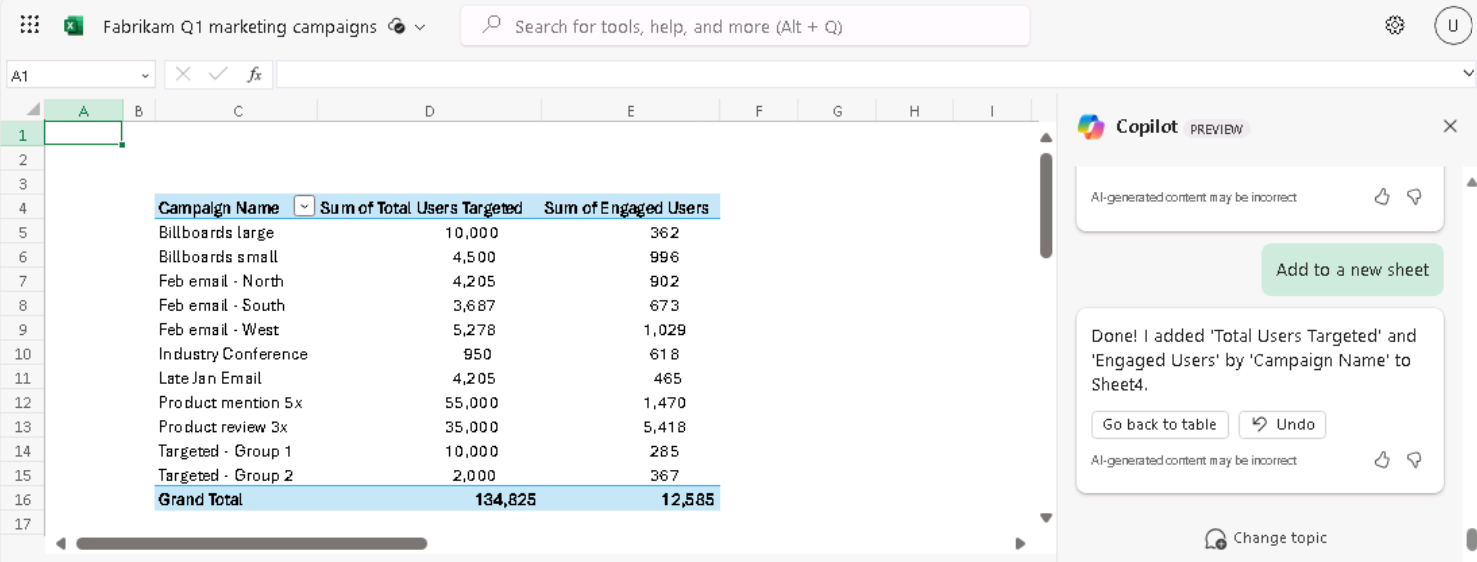 Fabrikam Q1 marketing campaigns
Search for tools, help, and more (Alt + Q)
U
A1
fx
A B C D E F G H I
1
2
3
4 Campaign Name Sum of Total Users Targeted Sum of Engaged Users
5 Billboards large 10,000 362
6 Billboards small 4,500 996
7 Feb email - North 4,205 902
8 Feb email - South 3,687 673
9 Feb email - West 5,278 1,029
10 Industry Conference 950 618
11 Late Jan Email 4,205 465
12 Product mention 5x 55,000 1,470
13 Product review 3x 35,000 5,418
14 Targeted - Group 1 10,000 285
15 Targeted - Group 2 2,000 367
16 Grand Total 134,825 12,585
17
Copilot PREVIEW
AI-generated content may be incorrect
Add to a new sheet
Done! I added 'Total Users Targeted' and
'Engaged Users' by 'Campaign Name' to
Sheet4.
Go back to table Undo
AI-generated content may be incorrect
Change topic